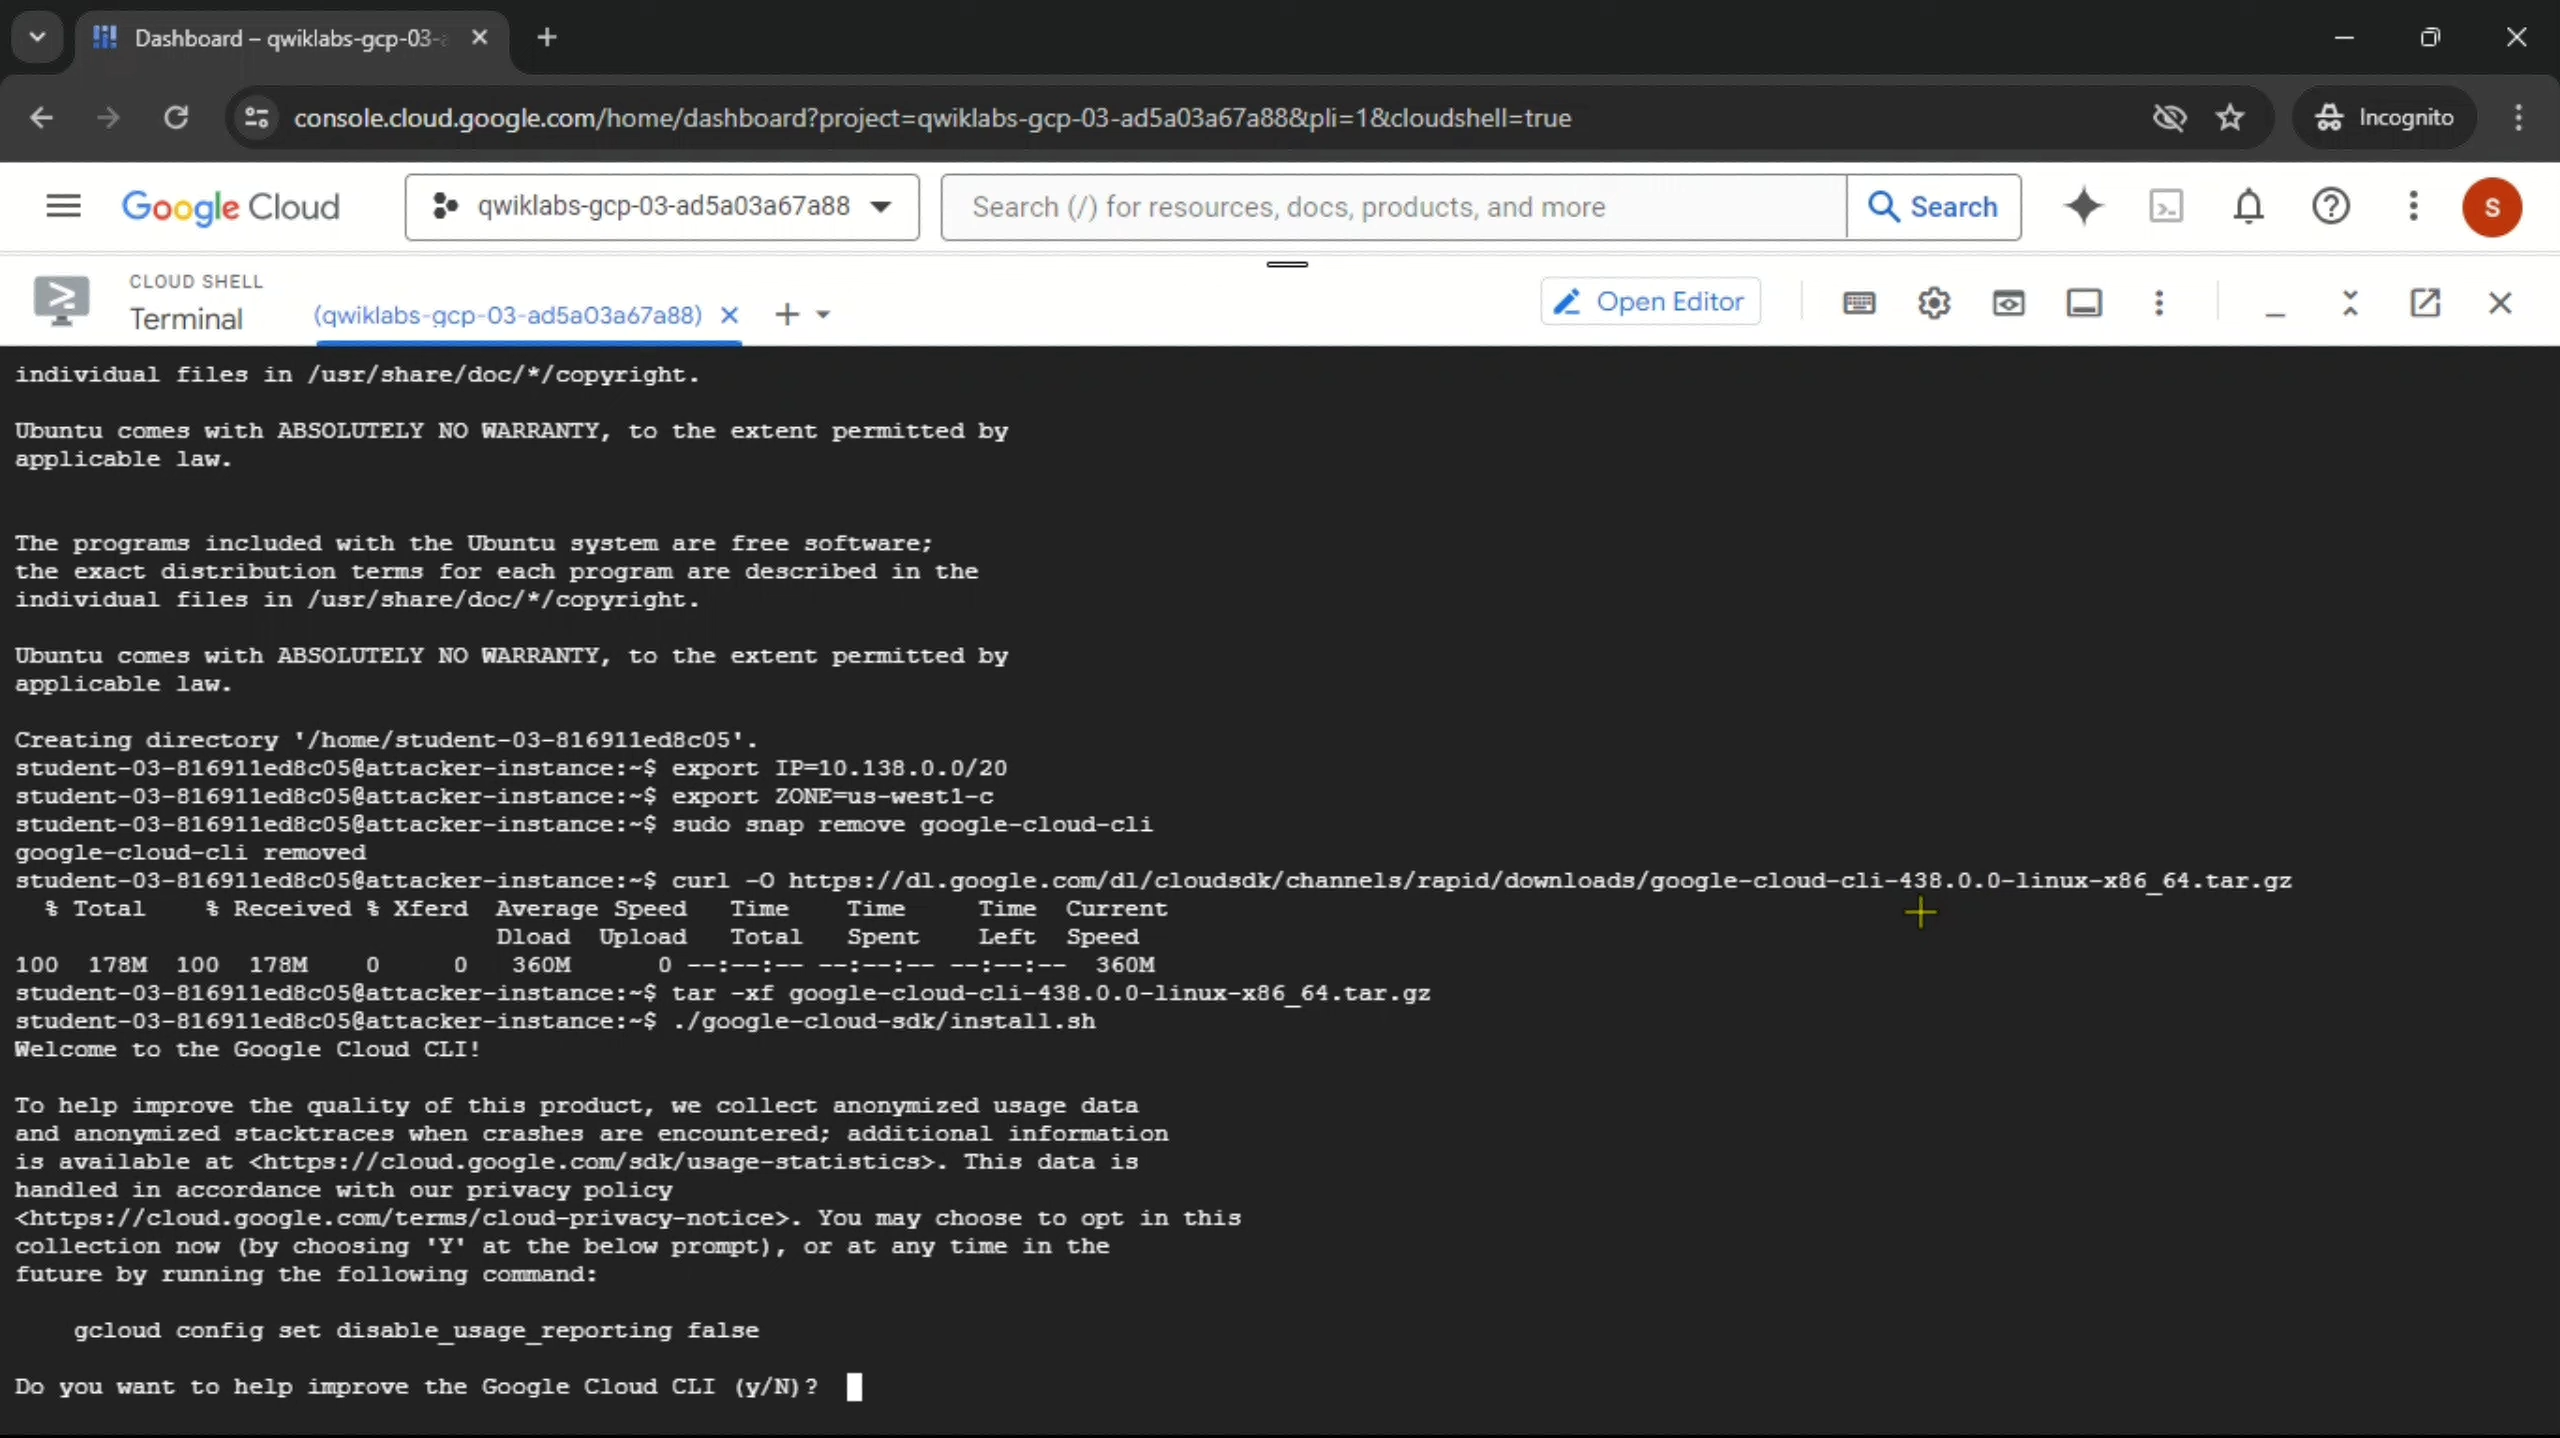 Dashboard – qwiklabs-gcp-03-
console.cloud.google.com/home/dashboard?project=qwiklabs-gcp-03-ad5a03a67a88&pli=1&cloudshell=true
Incognito
Google Cloud
qwiklabs-gcp-03-ad5a03a67a88
Search (/) for resources, docs, products, and more
Search
S
CLOUD SHELL
Terminal
(qwiklabs-gcp-03-ad5a03a67a88)
Open Editor
individual files in /usr/share/doc/*/copyright.
Ubuntu comes with ABSOLUTELY NO WARRANTY, to the extent permitted by
applicable law.
The programs included with the Ubuntu system are free software;
the exact distribution terms for each program are described in the
individual files in /usr/share/doc/*/copyright.
Ubuntu comes with ABSOLUTELY NO WARRANTY, to the extent permitted by
applicable law.
Creating directory '/home/student-03-816911ed8c05'.
student-03-816911ed8c05@attacker-instance:~$ export IP=10.138.0.0/20
student-03-816911ed8c05@attacker-instance:~$ export ZONE=us-west1-c
student-03-816911ed8c05@attacker-instance:~$ sudo snap remove google-cloud-cli
google-cloud-cli removed
student-03-816911ed8c05@attacker-instance:~$ curl -O https://dl.google.com/dl/cloudsdk/channels/rapid/downloads/google-cloud-cli-438.0.0-linux-x86_64.tar.gz
% Total % Received % Xferd Average Speed Time Time Time Current
Dload Upload Total Spent Left Speed
100 178M 100 178M 0 0 360M 0 --:--:-- --:--:-- --:--:-- 360M
student-03-816911ed8c05@attacker-instance:~$ tar -xf google-cloud-cli-438.0.0-linux-x86_64.tar.gz
student-03-816911ed8c05@attacker-instance:~$ ./google-cloud-sdk/install.sh
Welcome to the Google Cloud CLI!
To help improve the quality of this product, we collect anonymized usage data
and anonymized stacktraces when crashes are encountered; additional information
is available at <https://cloud.google.com/sdk/usage-statistics>. This data is
handled in accordance with our privacy policy
<https://cloud.google.com/terms/cloud-privacy-notice>. You may choose to opt in this
collection now (by choosing 'Y' at the below prompt), or at any time in the
future by running the following command:
gcloud config set disable_usage_reporting false
Do you want to help improve the Google Cloud CLI (y/N)?